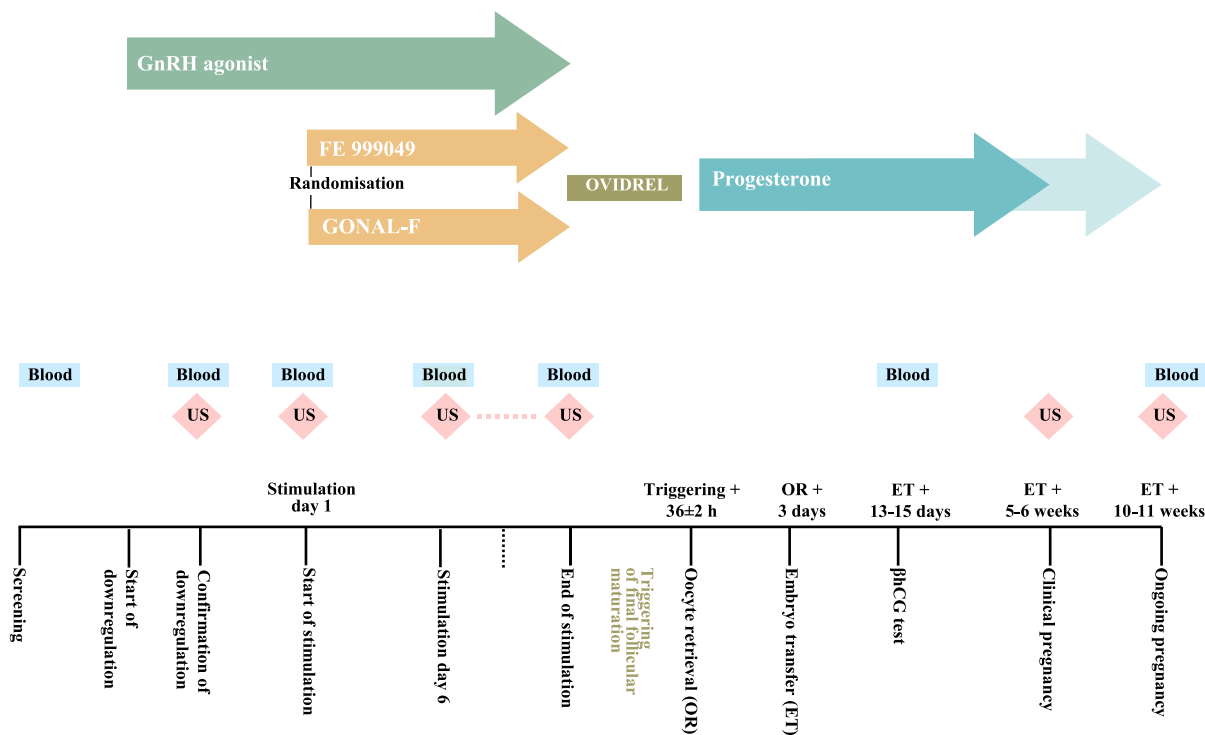 GnRH agonist
FE 999049
Randomisation
GONAL-F
OVIDREL
Progesterone
Blood
Blood
Blood
Blood
Blood
Blood
Blood
US
US
US
US
US
US
Stimulation
day 1
Triggering +
36±2 h
OR +
3 days
ET +
13-15 days
ET +
5-6 weeks
ET +
10-11 weeks
Screening
Start of
downregulation
Confirmation of
downregulation
Start of stimulation
Stimulation day 6
End of stimulation
Triggering
of final follicular
maturation
Oocyte retrieval (OR)
Embryo transfer (ET)
βhCG test
Clinical pregnancy
Ongoing pregnancy